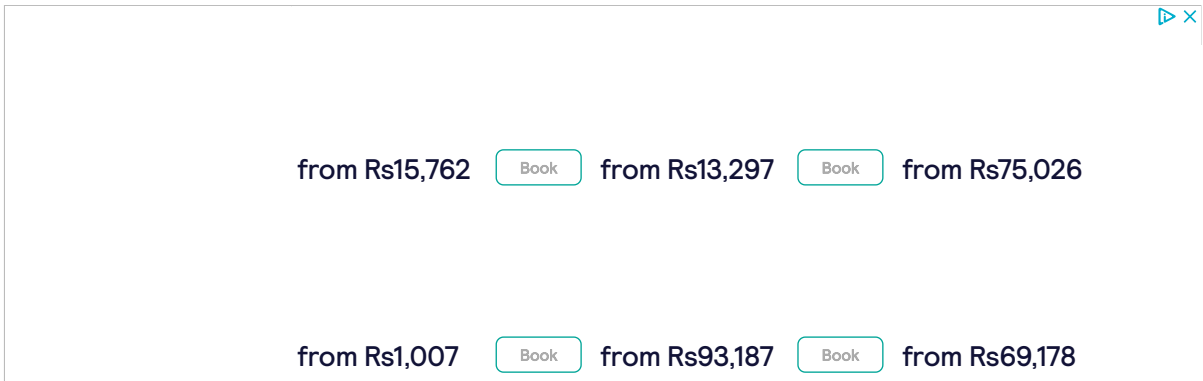 from Rs15,762 Book from Rs13,297 Book from Rs75,026
from Rs1,007 Book from Rs93,187 Book from Rs69,178